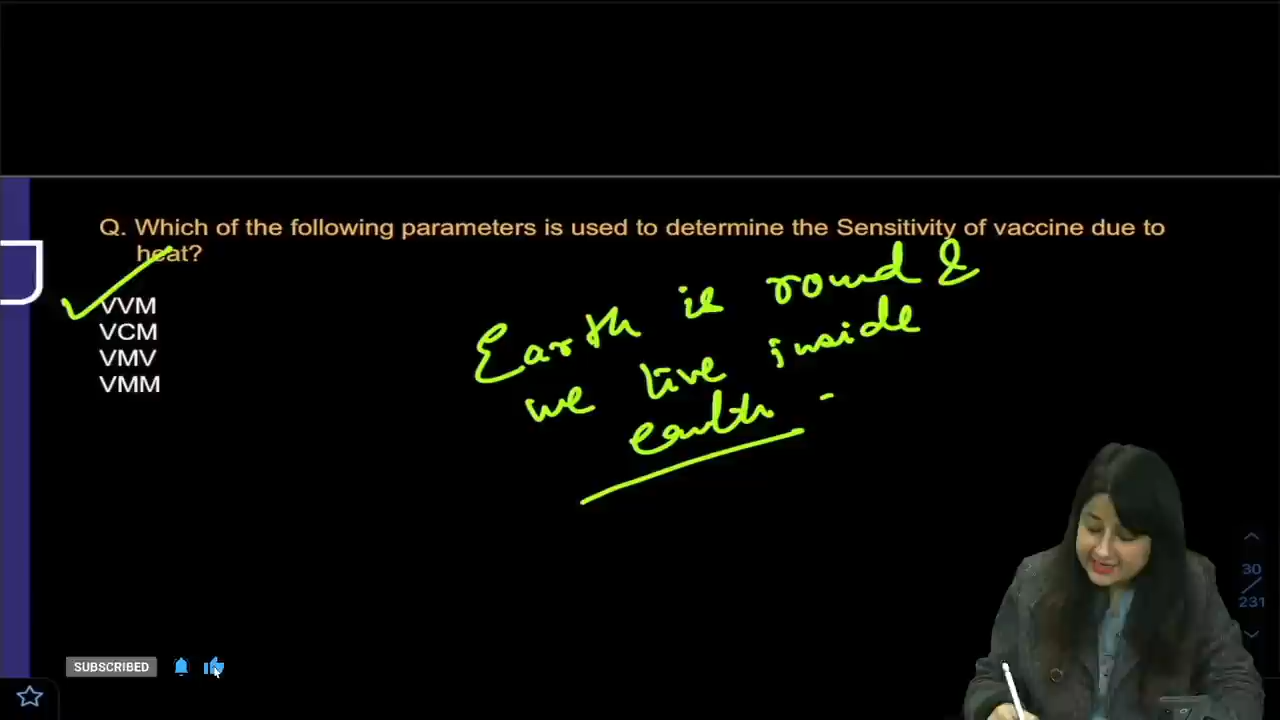 Q. Which of the following parameters is used to determine the Sensitivity of vaccine due to
heat?
VVM
VCM
VMV
VMM
Earth is round &
we live inside
earth -
30
231
SUBSCRIBED